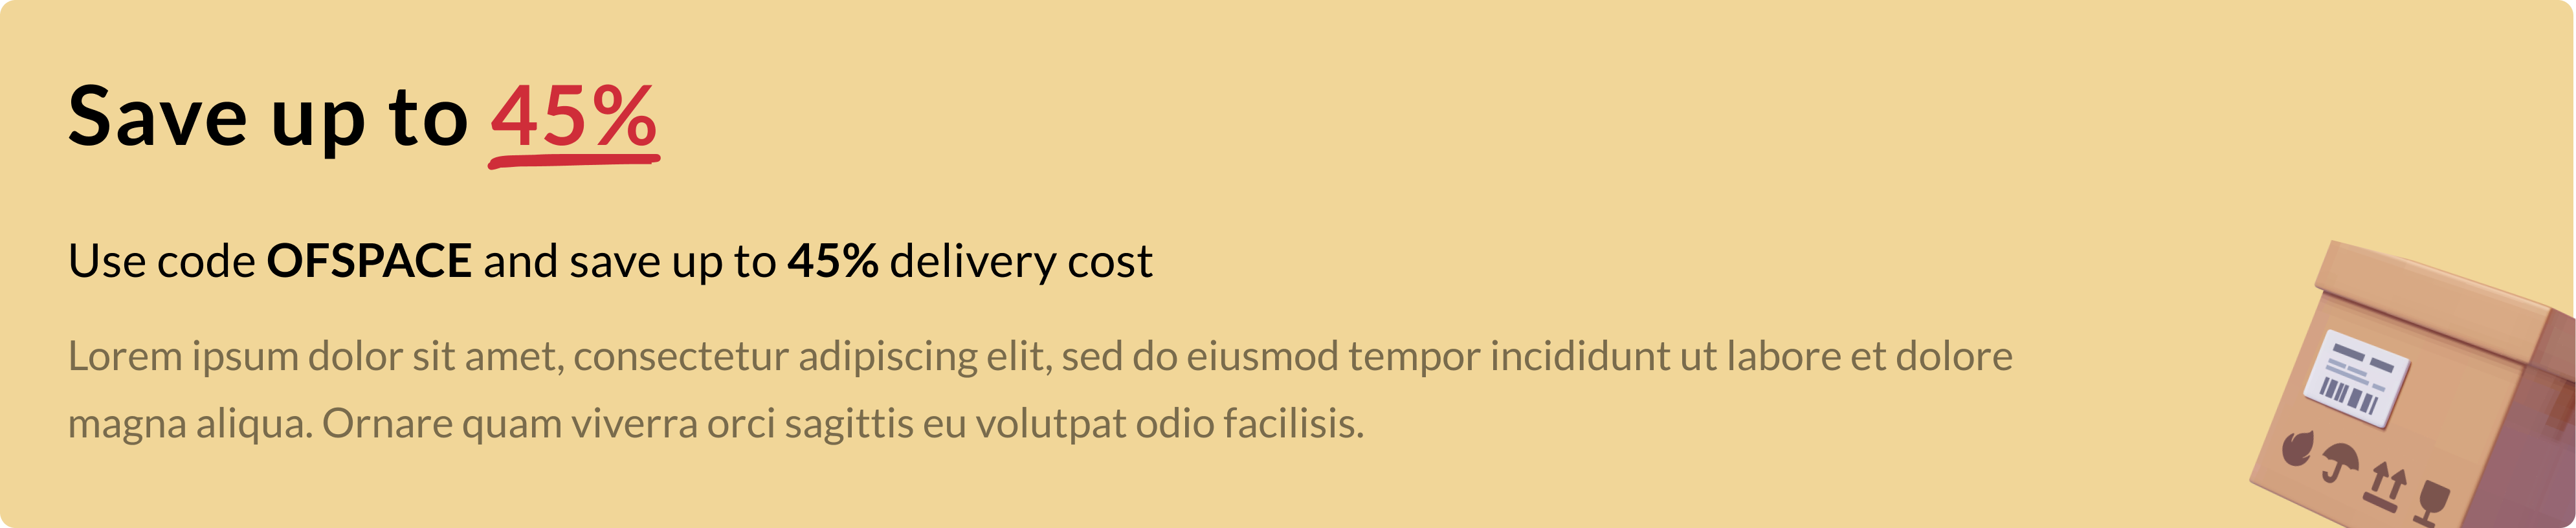 Save up to 45%
Use code OFSPACE and save up to 45% delivery cost
Lorem ipsum dolor sit amet, consectetur adipiscing elit, sed do eiusmod tempor incididunt ut labore et dolore
magna aliqua. Ornare quam viverra orci sagittis eu volutpat odio facilisis.